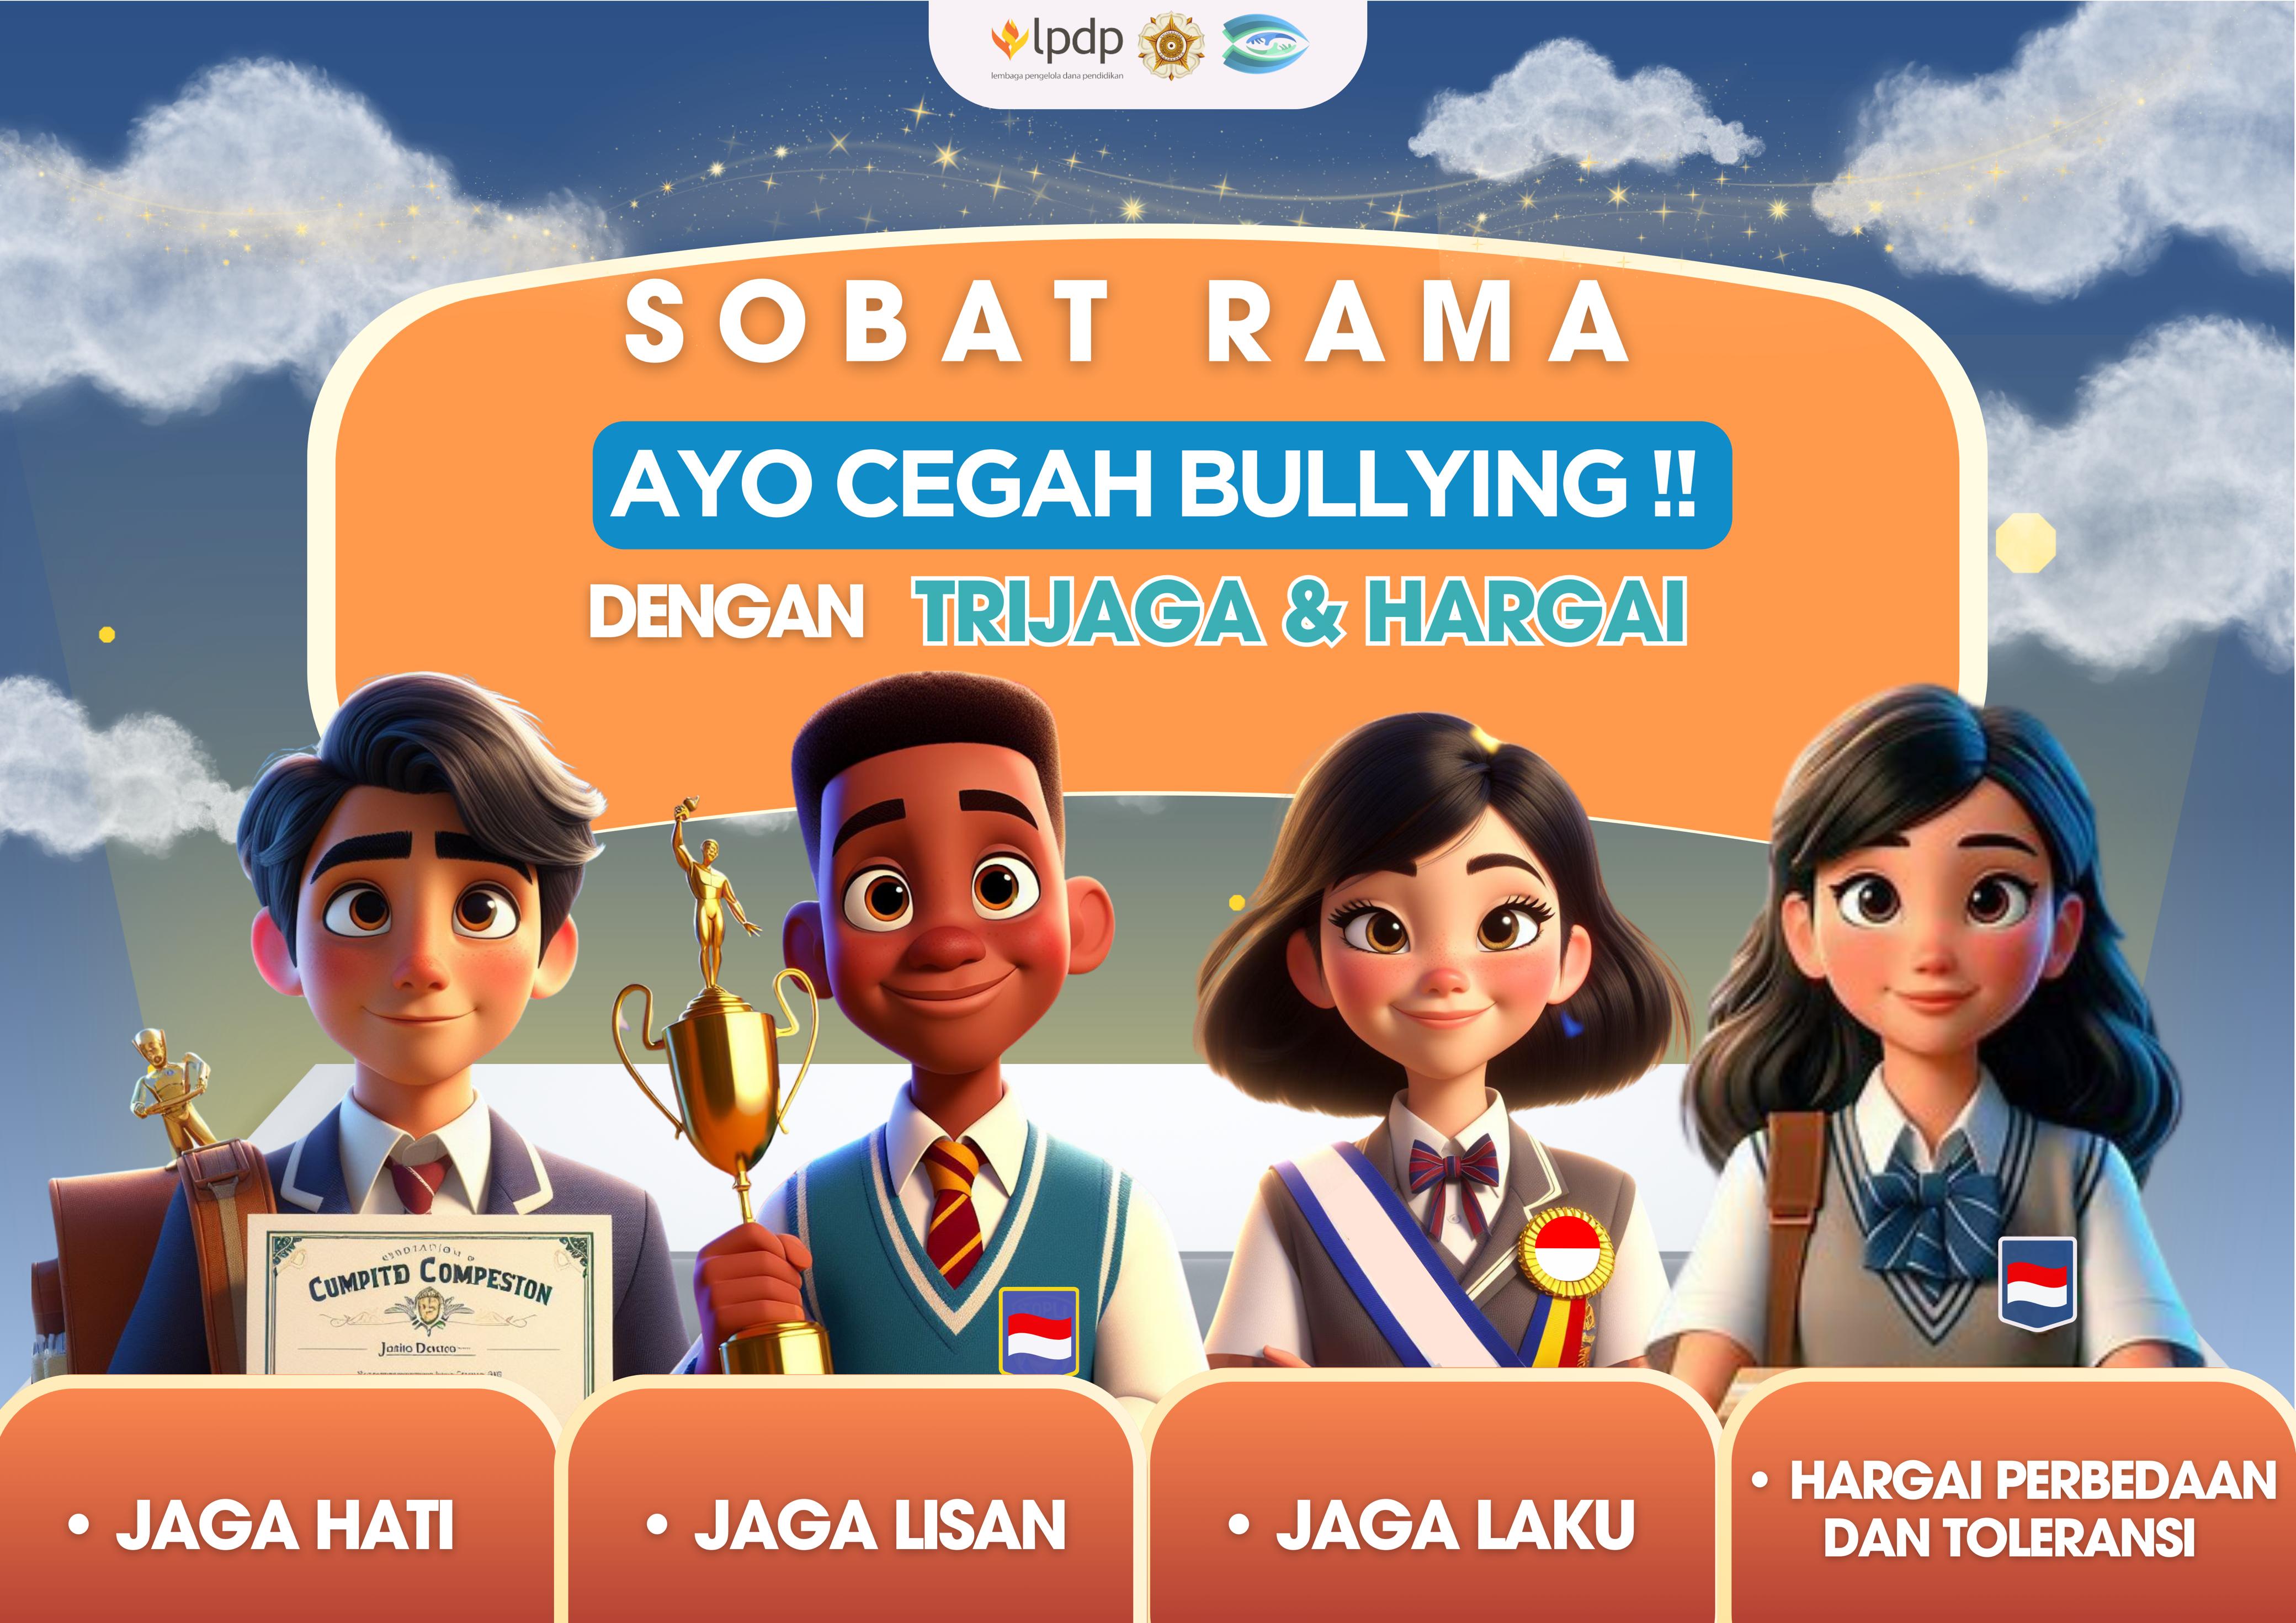 lpdp
lembaga pengelola dana pendidikan
SOBAT RAMA
AYO CEGAH BULLYING !!
DENGAN TRIJAGA & HARGAI
CUMPITD COMPESTON
• JAGA HATI
• JAGA LISAN
• JAGA LAKU
• HARGAI PERBEDAAN
DAN TOLERANSI